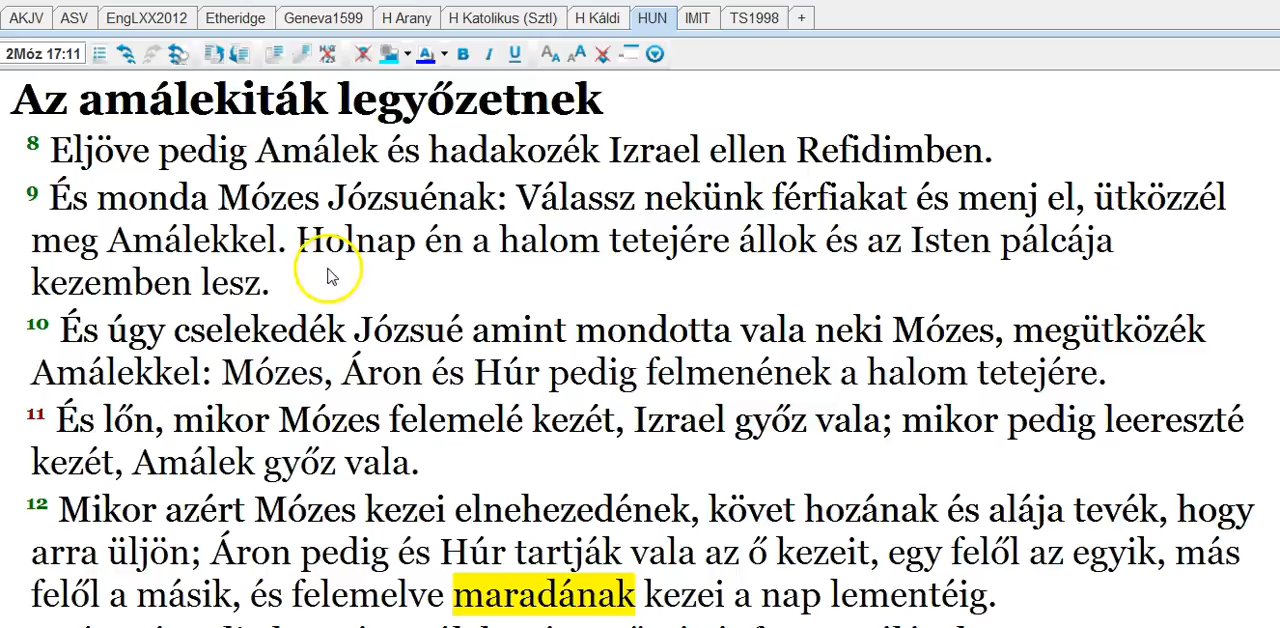 AKJV ASV EngLXX2012 Etheridge Geneva1599 H Arany H Katolikus (Sztl) H Káldi HUN IMIT TS1998 +
2Móz 17:11
Az amálekiták legyőzetnek
8 Eljöve pedig Amálek és hadakozék Izrael ellen Refidimben.
9 És monda Mózes Józsuénak: Válassz nekünk férfiakat és menj el, ütközzél
meg Amálekkel. Holnap én a halom tetejére állok és az Isten pálcája
kezemben lesz.
10 És úgy cselekedék Józsué amint mondotta vala neki Mózes, megütközék
Amálekkel: Mózes, Áron és Húr pedig felmenének a halom tetejére.
11 És lőn, mikor Mózes felemelé kezét, Izrael győz vala; mikor pedig leereszté
kezét, Amálek győz vala.
12 Mikor azért Mózes kezei elnehezedének, követ hozának és alája tevék, hogy
arra üljön; Áron pedig és Húr tartják vala az ő kezeit, egy felől az egyik, más
felől a másik, és felemelve maradának kezei a nap lementéig.